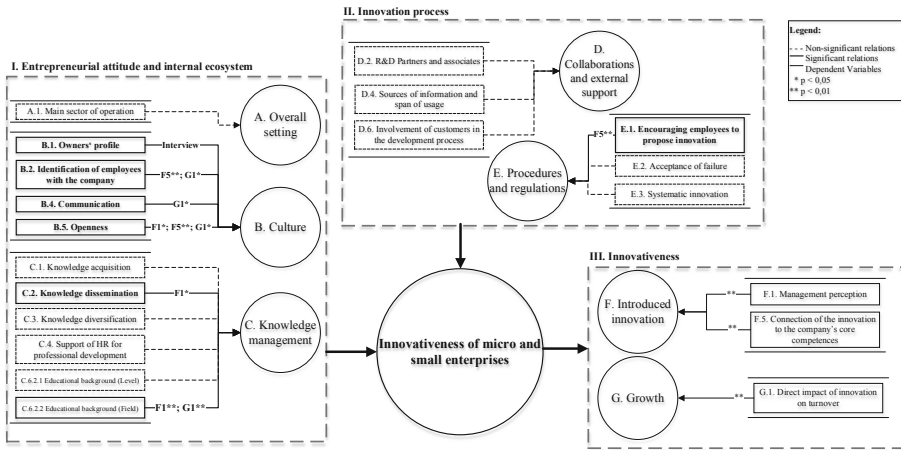 II. Innovation process
D.2. R&D Partners and associates
D.4. Sources of information and
span of usage
D.6. Involvement of customers in
the development process
D.
Collaborations
and external
support
F5**
E.1. Encouraging employees to
propose innovation
E.2. Acceptance of failure
E.3. Systematic innovation
E. Procedures
and regulations
Legend:
Non-significant relations
Significant relations
Dependent Variables
* p < 0,05
** p < 0,01
I. Entrepreneurial attitude and internal ecosystem
A.1. Main sector of operation
A. Overall
setting
B.1. Owners‘ profile
Interview
B.2. Identification of employees
with the company
F5**; G1*
B.4. Communication
G1*
B.5. Openness
F1*; F5**; G1*
B. Culture
C.1. Knowledge acquisition
C.2. Knowledge dissemination
F1*
C.3. Knowledge diversification
C.4. Support of HR for
professional development
C.6.2.1 Educational background (Level)
C.6.2.2 Educational background (Field)
F1**; G1**
C. Knowledge
management
Innovativeness of micro and
small enterprises
III. Innovativeness
F. Introduced
innovation
**
F.1. Management perception
**
F.5. Connection of the innovation
to the company's core
competences
G. Growth
**
G.1. Direct impact of innovation
on turnover